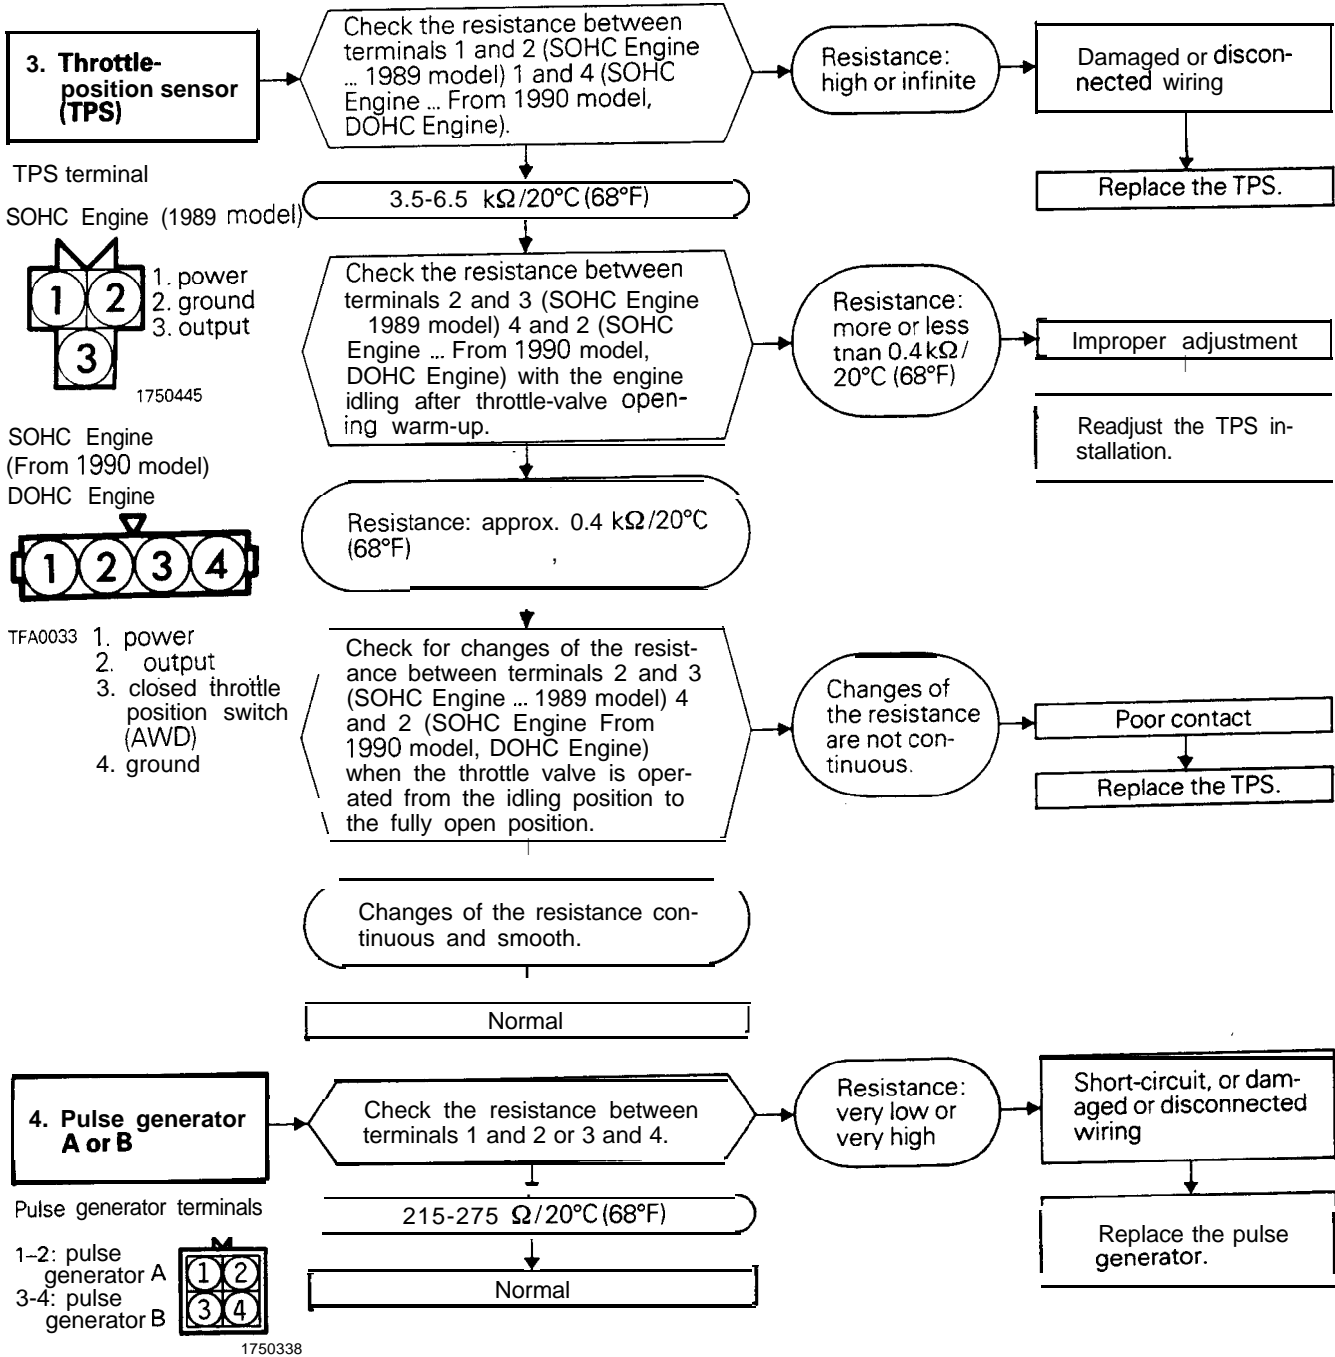 3. Throttle-
position sensor
(TPS)
Check the resistance between
terminals 1 and 2 (SOHC Engine
... 1989 model) 1 and 4 (SOHC
Engine ... From 1990 model,
DOHC Engine).
Resistance:
high or infinite
Damaged or discon-
nected wiring
Replace the TPS.
TPS terminal
SOHC Engine (1989 model)
1 2
3
1. power
2. ground
3. output
1750445
3.5-6.5 kΩ/20°C (68°F)
Check the resistance between
terminals 2 and 3 (SOHC Engine
1989 model) 4 and 2 (SOHC
Engine ... From 1990 model,
DOHC Engine) with the engine
idling after throttle-valve open-
ing warm-up.
Resistance:
more or less
tnan 0.4 kΩ/
20°C (68°F)
Improper adjustment
Readjust the TPS in-
stallation.
SOHC Engine
(From 1990 model)
DOHC Engine
1 2 3 4
TFA0033
1. power
2. output
3. closed throttle
position switch
(AWD)
4. ground
Resistance: approx. 0.4 kΩ/20°C
(68°F)
Check for changes of the resist-
ance between terminals 2 and 3
(SOHC Engine ... 1989 model) 4
and 2 (SOHC Engine From
1990 model, DOHC Engine)
when the throttle valve is oper-
ated from the idling position to
the fully open position.
Changes of
the resistance
are not con-
tinuous.
Poor contact
Replace the TPS.
Changes of the resistance con-
tinuous and smooth.
Normal
4. Pulse generator
A or B
Check the resistance between
terminals 1 and 2 or 3 and 4.
Resistance:
very low or
very high
Short-circuit, or dam-
aged or disconnected
wiring
Replace the pulse
generator.
Pulse generator terminals
1-2: pulse
generator A
3-4: pulse
generator B
1 2
3 4
1750338
215-275 Ω/20°C (68°F)
Normal